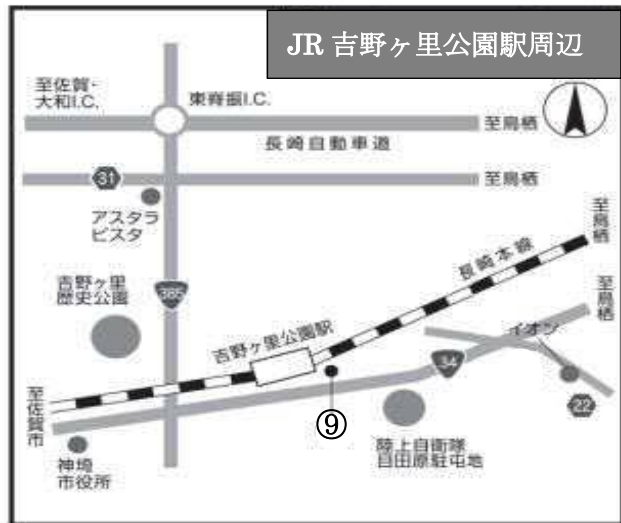 JR 吉野ヶ里公園駅周辺
至佐賀・
大和I.C.
東脊振I.C.
至鳥栖
長崎自動車道
31
至鳥栖
アスタラ
ビスタ
至鳥栖
長崎本線
吉野ヶ里
歴史公園
385
至鳥栖
イオン
吉野ヶ里公園駅
34
至佐賀市
⑨
22
神埼
市役所
陸上自衛隊
目田原駐屯地